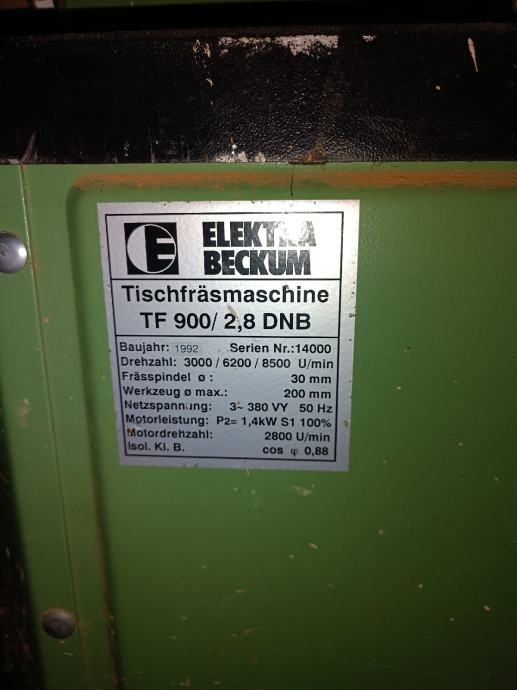 E ELEKTRA
BECKUM
Tischfräsmaschine
TF 900/ 2,8 DNB
Baujahr: 1992 Serien Nr.:14000
Drehzahl: 3000 / 6200 / 8500 U/min
Frässpindel ø : 30 mm
Werkzeug ø max.: 200 mm
Netzspannung: 3~ 380 VY 50 Hz
Motorleistung: P2= 1,4kW S1 100%
Motordrehzahl: 2800 U/min
Isol. Kl. B. cos φ 0,88